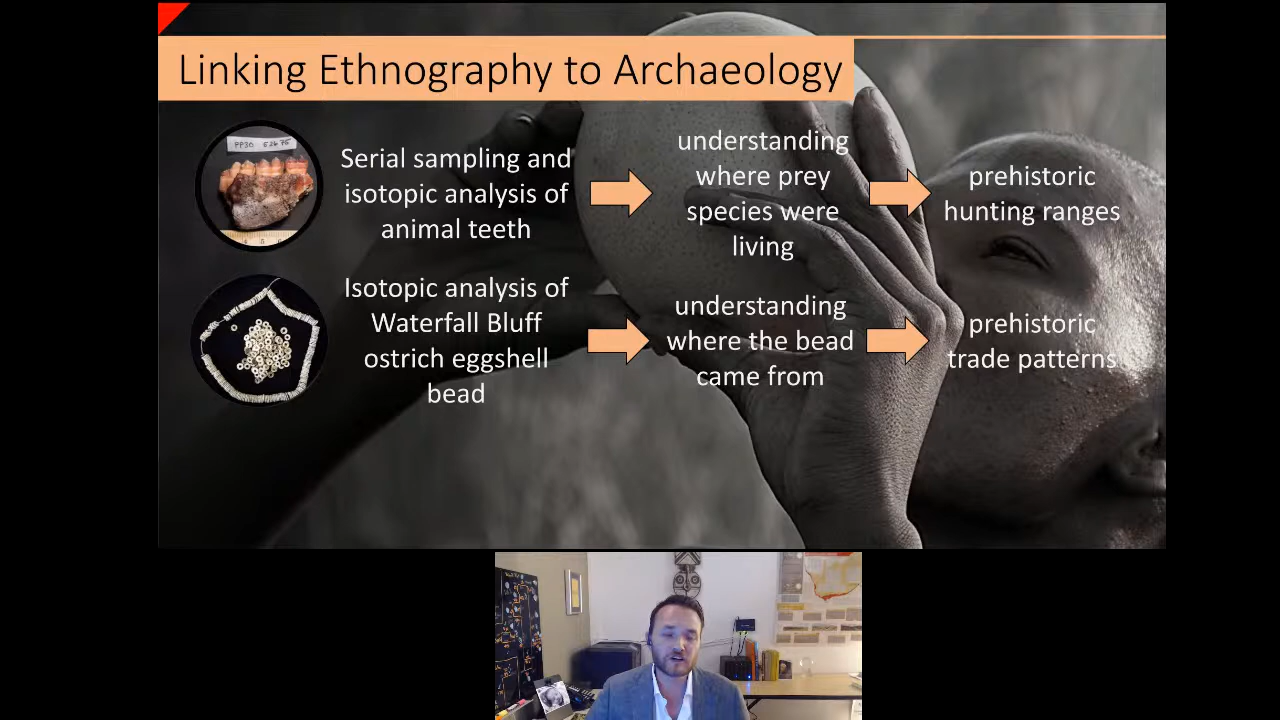 Linking Ethnography to Archaeology
Serial sampling and
isotopic analysis of
animal teeth
understanding
where prey
species were
living
prehistoric
hunting ranges
Isotopic analysis of
Waterfall Bluff
ostrich eggshell
bead
understanding
where the bead
came from
prehistoric
trade patterns